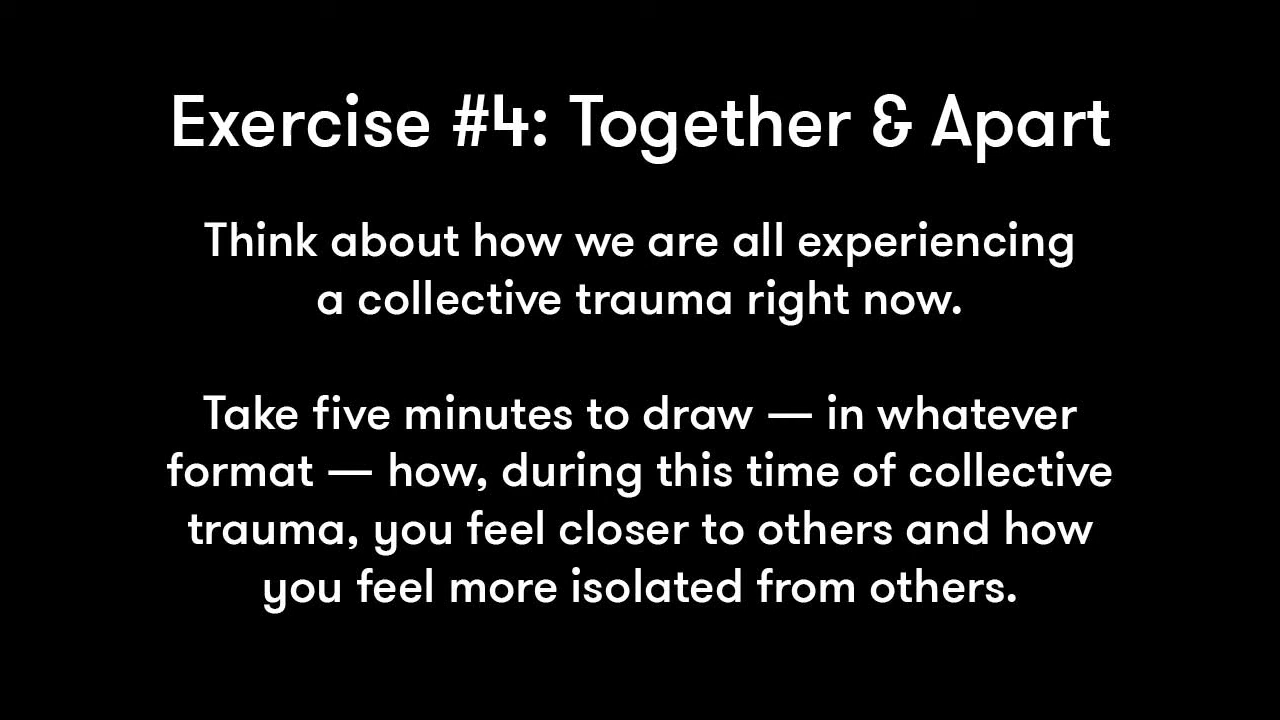 Exercise #4: Together & Apart
Think about how we are all experiencing
a collective trauma right now.
Take five minutes to draw — in whatever
format — how, during this time of collective
trauma, you feel closer to others and how
you feel more isolated from others.